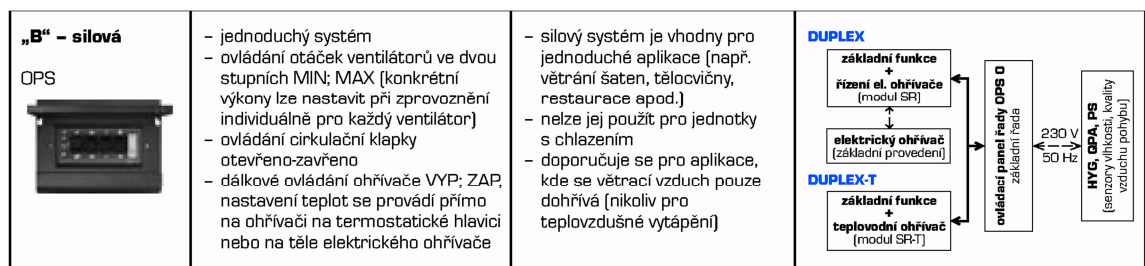 „B“ – silová
OPS
– jednoduchý systém
– ovládání otáček ventilátorů ve dvou
stupních MIN; MAX (konkrétní
výkony lze nastavit při zprovoznění
individuálně pro každý ventilátor)
– ovládání cirkulační klapky
otevřeno-zavřeno
– dálkové ovládání ohřívače VYP; ZAP,
nastavení teplot se provádí přímo
na ohřívači na termostatické hlavici
nebo na těle elektrického ohřívače
– silový systém je vhodny pro
jednoduché aplikace (např.
větrání šaten, tělocvičny,
restaurace apod.)
– nelze jej použít pro jednotky
s chlazením
– doporučuje se pro aplikace,
kde se větrací vzduch pouze
dohřívá (nikoliv pro
teplovzdušné vytápění)
DUPLEX
základní funkce
+
řízení el. ohřívače
(modul SR)
elektrický ohřívač
(základní provedení)
DUPLEX-T
základní funkce
+
teplovodní ohřívač
(modul SR-T)
ovládací panel řady OPS O
základní řada
230 V
50 Hz
HYG, QPA, PS
(senzory vlhkosti, kvality
vzduchu pohybu)